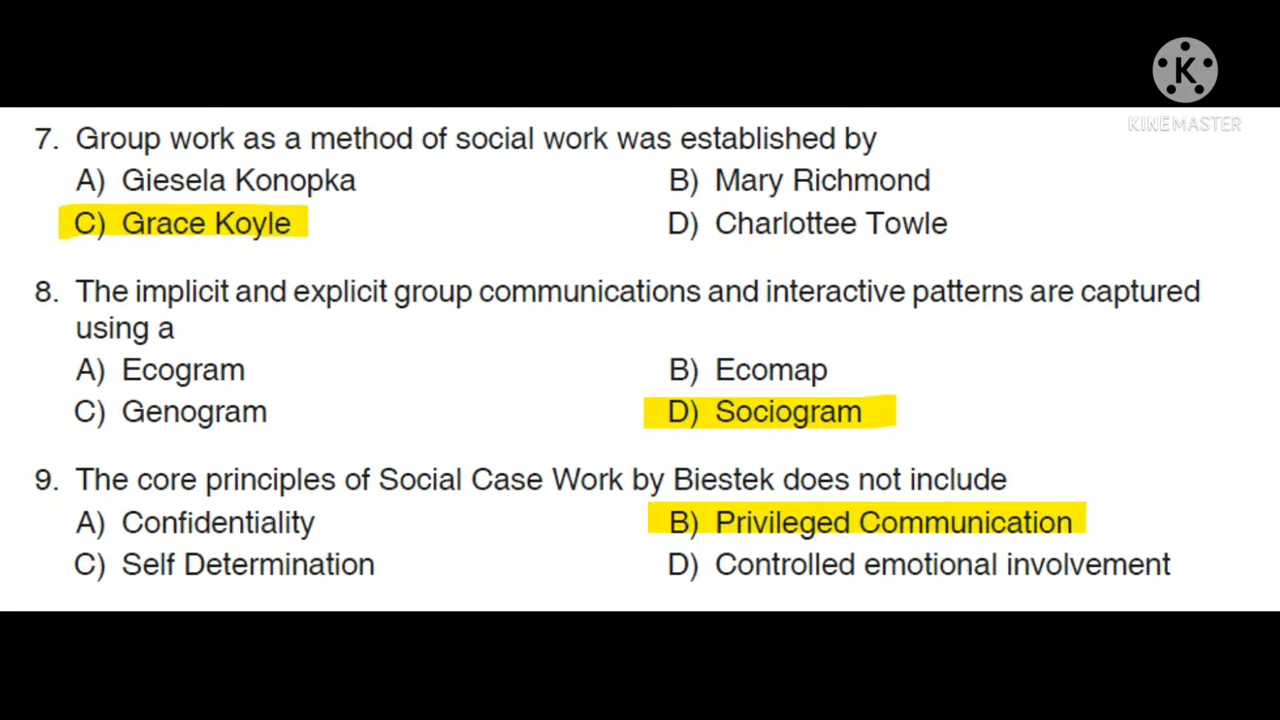 K
KINEMASTER
7. Group work as a method of social work was established by
A) Giesela Konopka B) Mary Richmond
C) Grace Koyle D) Charlottee Towle
8. The implicit and explicit group communications and interactive patterns are captured
using a
A) Ecogram B) Ecomap
C) Genogram D) Sociogram
9. The core principles of Social Case Work by Biestek does not include
A) Confidentiality B) Privileged Communication
C) Self Determination D) Controlled emotional involvement